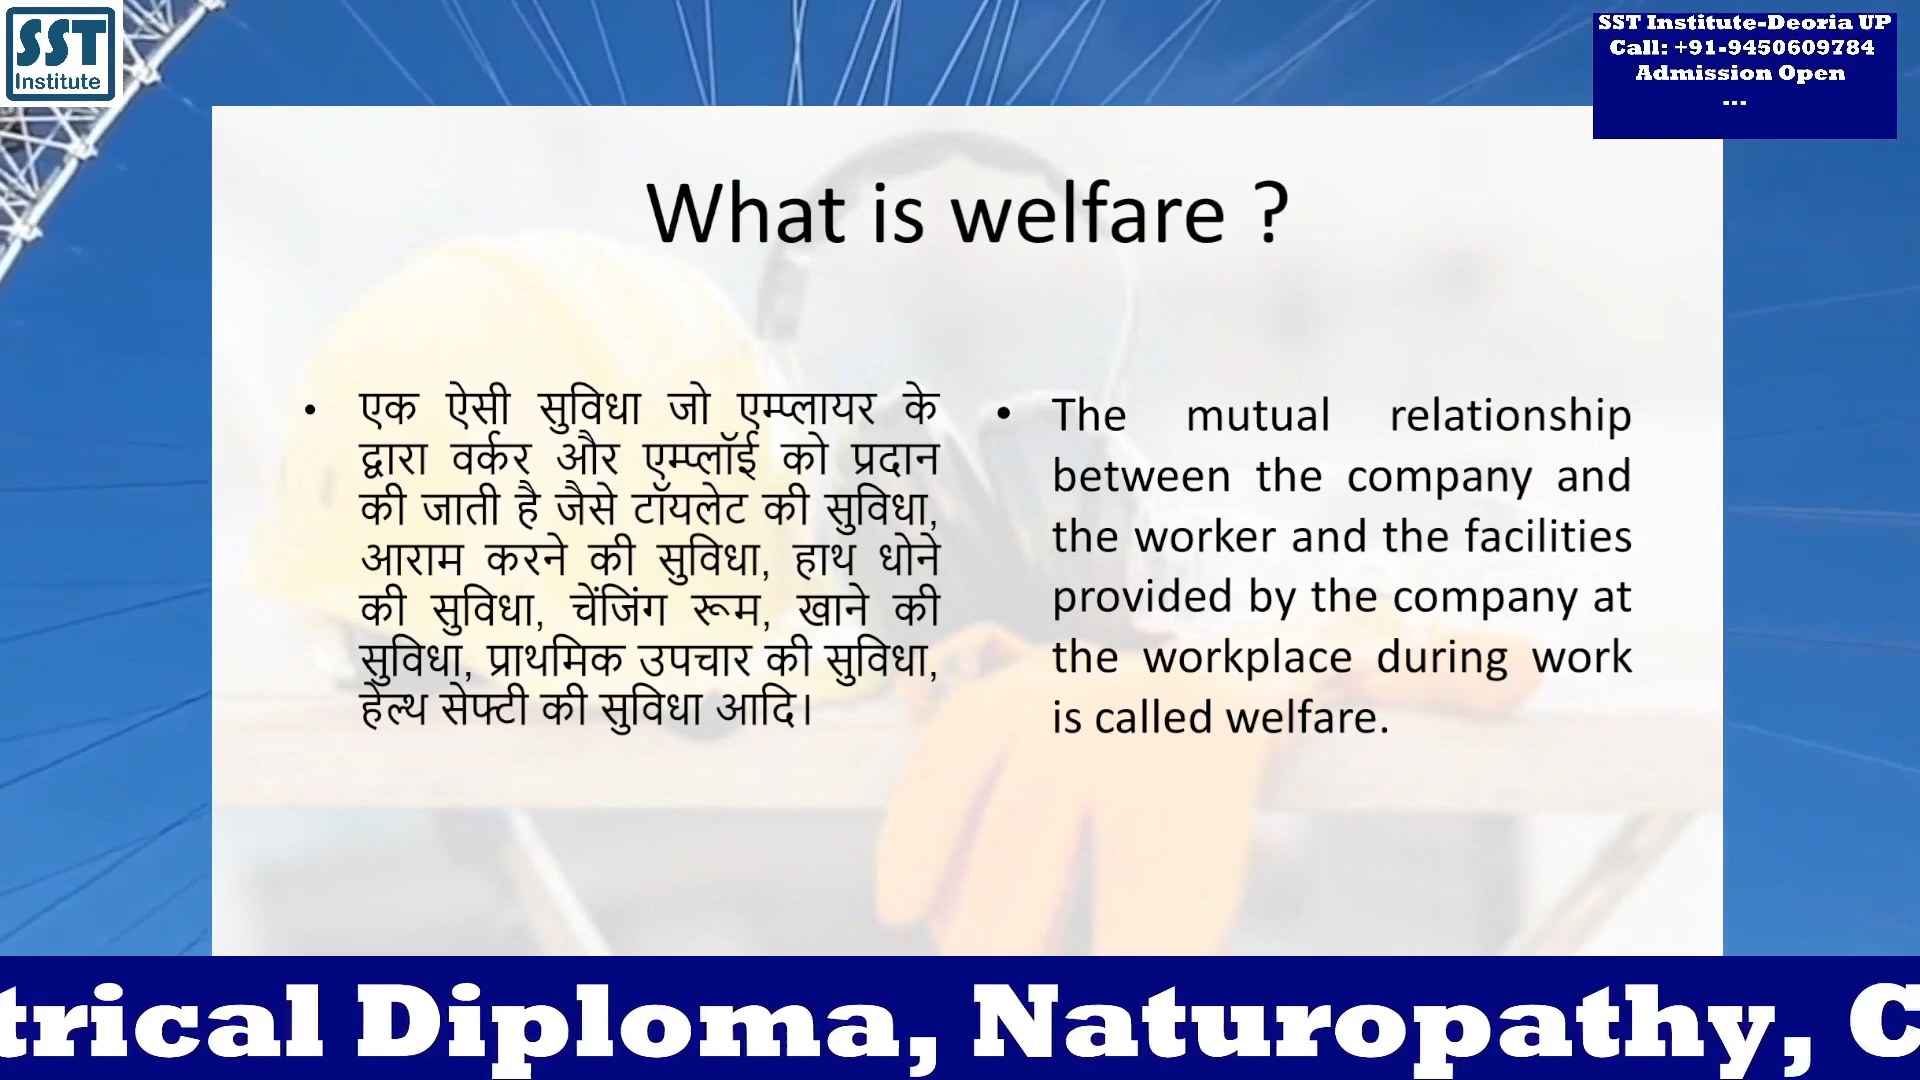 SST
Institute
SST Institute-Deoria UP
Call: +91-9450609784
Admission Open
...
What is welfare ?
• एक ऐसी सुविधा जो एम्प्लायर के
द्वारा वर्कर और एम्प्लॉई को प्रदान
की जाती है जैसे टॉयलेट की सुविधा,
आराम करने की सुविधा, हाथ धोने
की सुविधा, चेंजिंग रूम, खाने की
सुविधा, प्राथमिक उपचार की सुविधा,
हेल्थ सेफ्टी की सुविधा आदि।
• The mutual relationship
between the company and
the worker and the facilities
provided by the company at
the workplace during work
is called welfare.
trical Diploma, Naturopathy, C